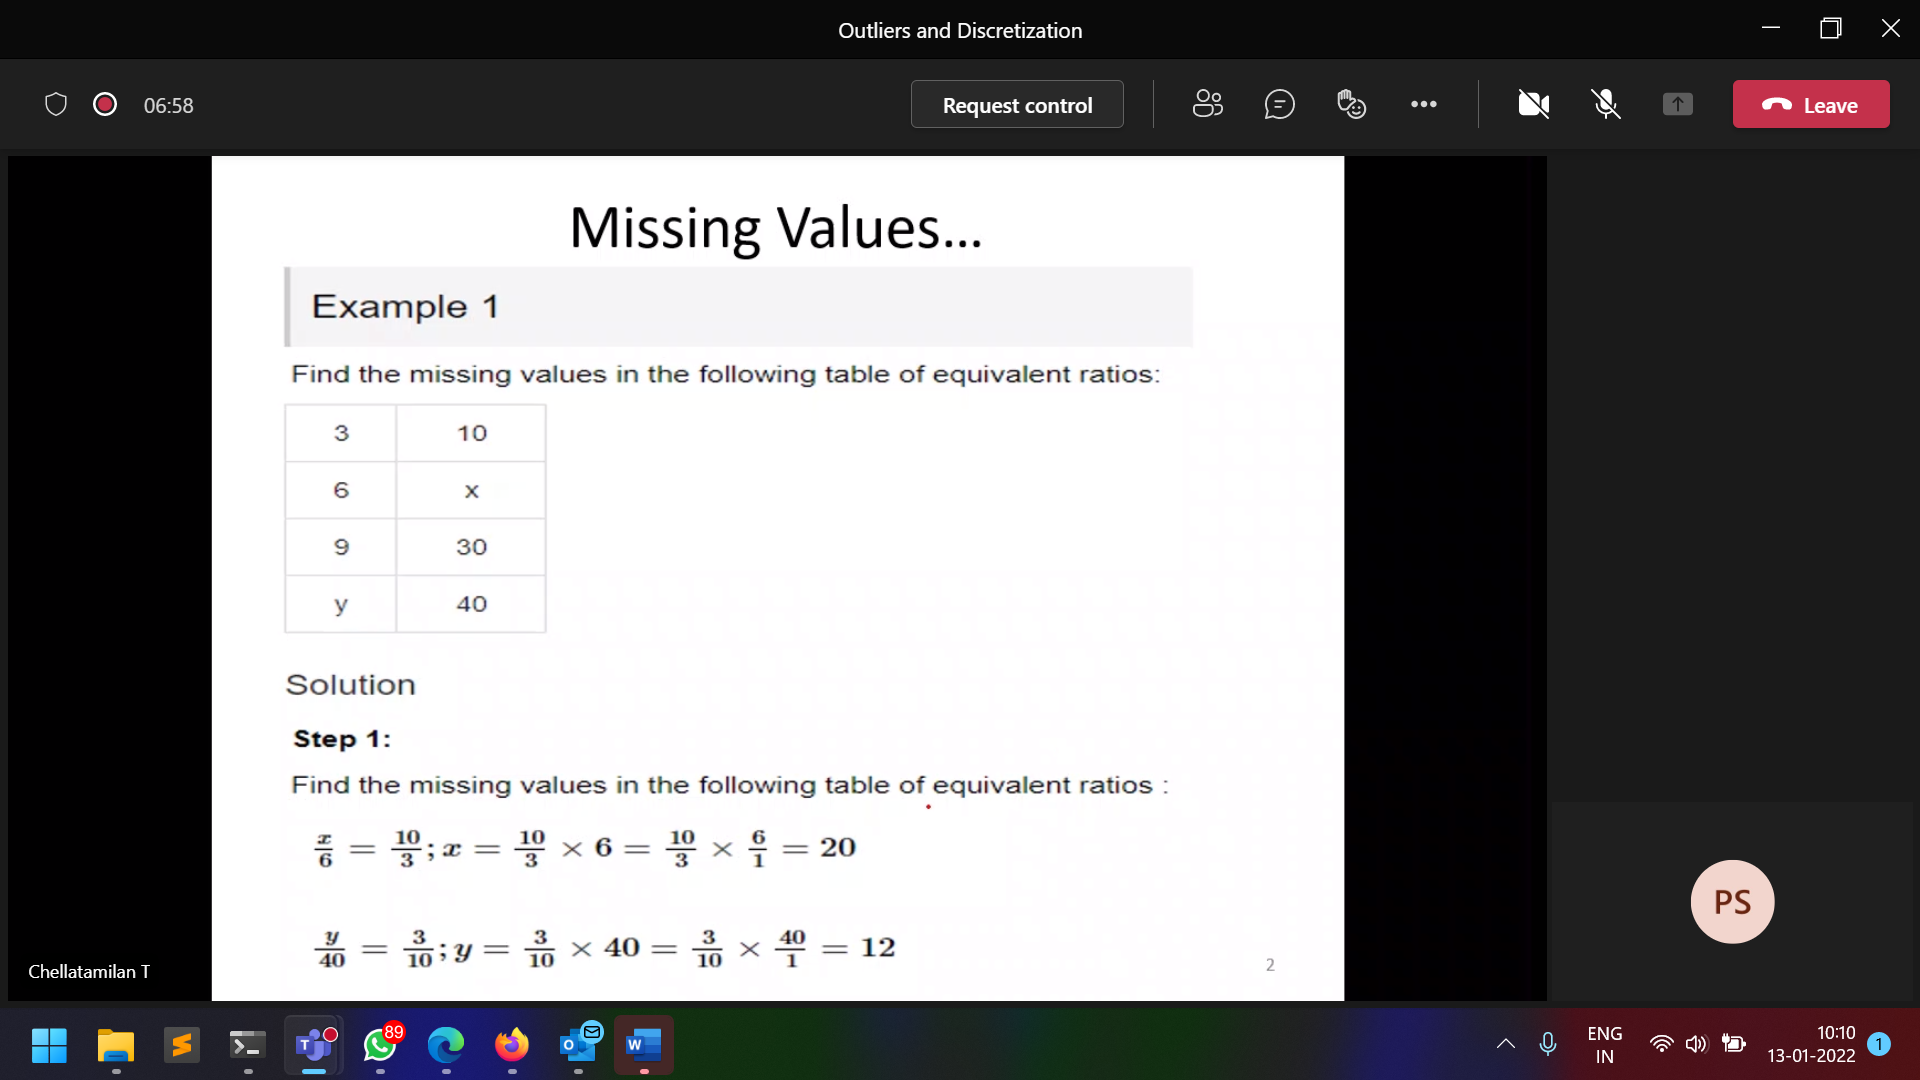 Outliers and Discretization
06:58
Request control
Leave
Missing Values...
Example 1
Find the missing values in the following table of equivalent ratios:
3 10
6 x
9 30
y 40
Solution
Step 1:
Find the missing values in the following table of equivalent ratios :
x/6 = 10/3; x = 10/3 × 6 = 10/3 × 6/1 = 20
y/40 = 3/10; y = 3/10 × 40 = 3/10 × 40/1 = 12
2
Chellatamilan T
PS
89
ENG
IN
10:10
13-01-2022
1